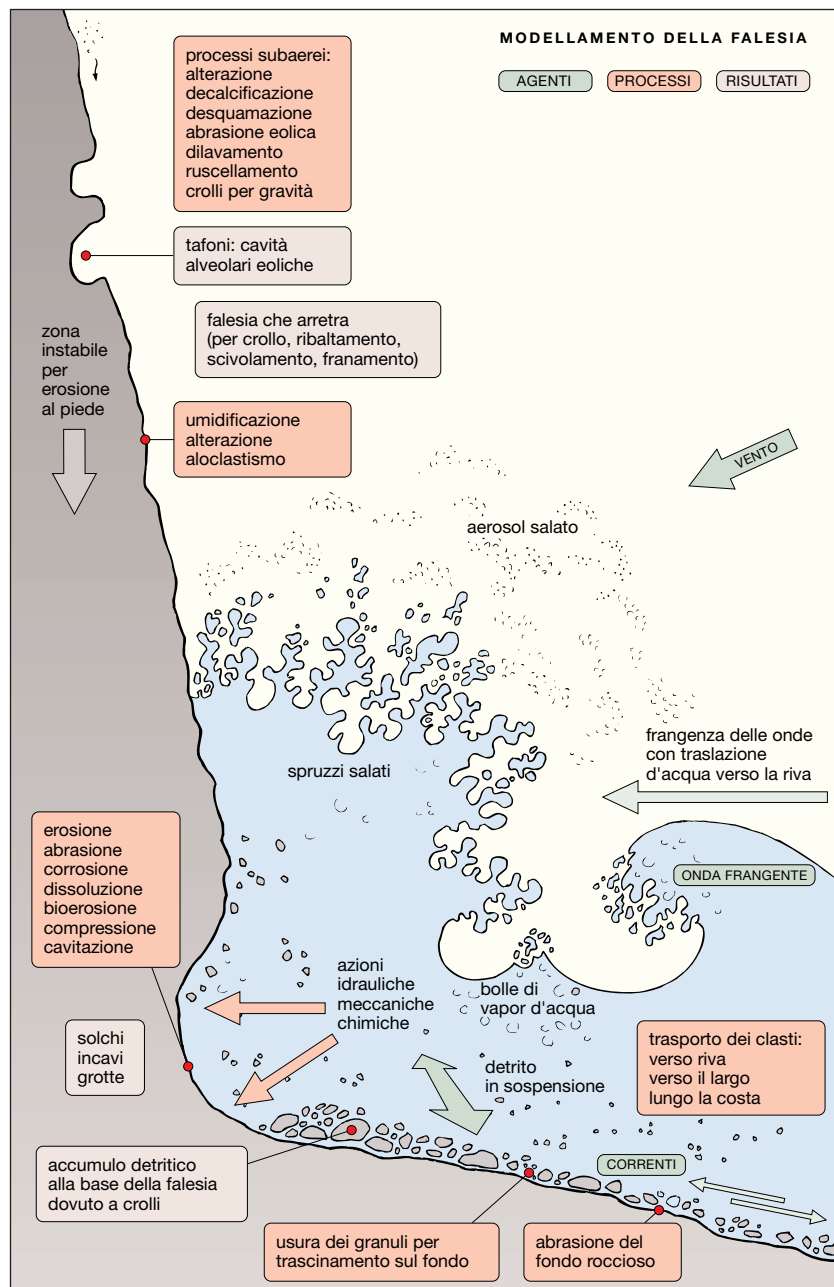 MODELLAMENTO DELLA FALESIA
AGENTI
PROCESSI
RISULTATI
processi subaerei:
alterazione
decalcificazione
desquamazione
abrasione eolica
dilavamento
ruscellamento
crolli per gravità
tafoni: cavità
alveolari eoliche
falesia che arretra
(per crollo, ribaltamento,
scivolamento, franamento)
zona
instabile
per
erosione
al piede
umidificazione
alterazione
aloclastismo
VENTO
aerosol salato
spruzzi salati
frangenza delle onde
con traslazione
d'acqua verso la riva
ONDA FRANGENTE
erosione
abrasione
corrosione
dissoluzione
bioerosione
compressione
cavitazione
azioni
idrauliche
meccaniche
chimiche
bolle di
vapor d'acqua
solchi
incavi
grotte
detrito
in sospensione
trasporto dei clasti:
verso riva
verso il largo
lungo la costa
accumulo detritico
alla base della falesia
dovuto a crolli
CORRENTI
usura dei granuli per
trascinamento sul fondo
abrasione del
fondo roccioso